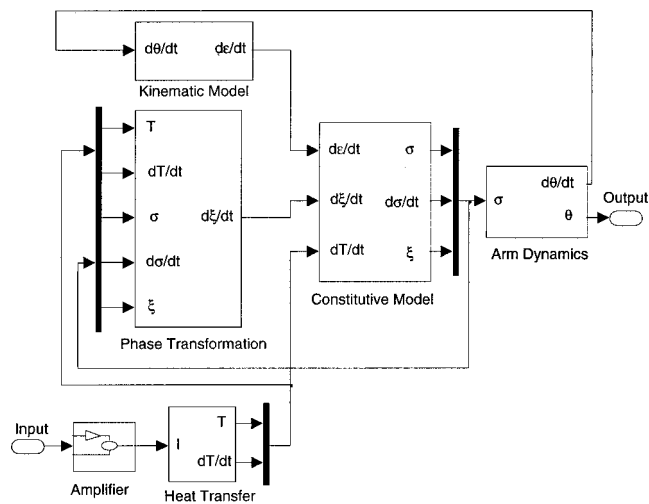 dθ/dt dε/dt
Kinematic Model
T
dT/dt
σ
dσ/dt
ξ
dξ/dt
Phase Transformation
dε/dt σ
dξ/dt dσ/dt
dT/dt ξ
Constitutive Model
dθ/dt
σ
θ
Arm Dynamics
Output
Input
Amplifier
I
T
dT/dt
Heat Transfer